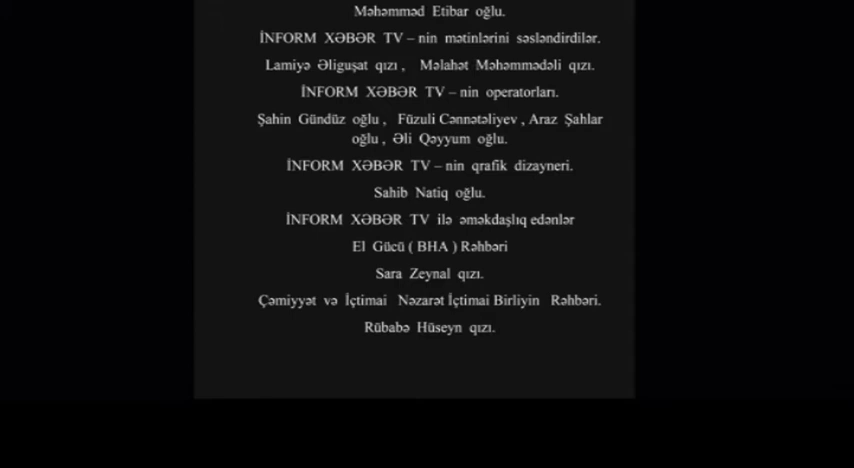 Məhəmməd Etibar oğlu.
İNFORM XƏBƏR TV – nin mətinlərini səsləndirdilər.
Lamiyə Əliguşat qızı , Məlahət Məhəmmədəli qızı.
İNFORM XƏBƏR TV – nin operatorları.
Şahin Gündüz oğlu , Füzuli Cənnətəliyev , Araz Şahlar
oğlu , Əli Qəyyum oğlu.
İNFORM XƏBƏR TV – nin qrafik dizayneri.
Sahib Natiq oğlu.
İNFORM XƏBƏR TV ilə əməkdaşlıq edənlər
El Gücü ( BHA ) Rəhbəri
Sara Zeynal qızı.
Çəmiyyət və İçtimai Nəzarət İçtimai Birliyin Rəhbəri.
Rübabə Hüseyn qızı.